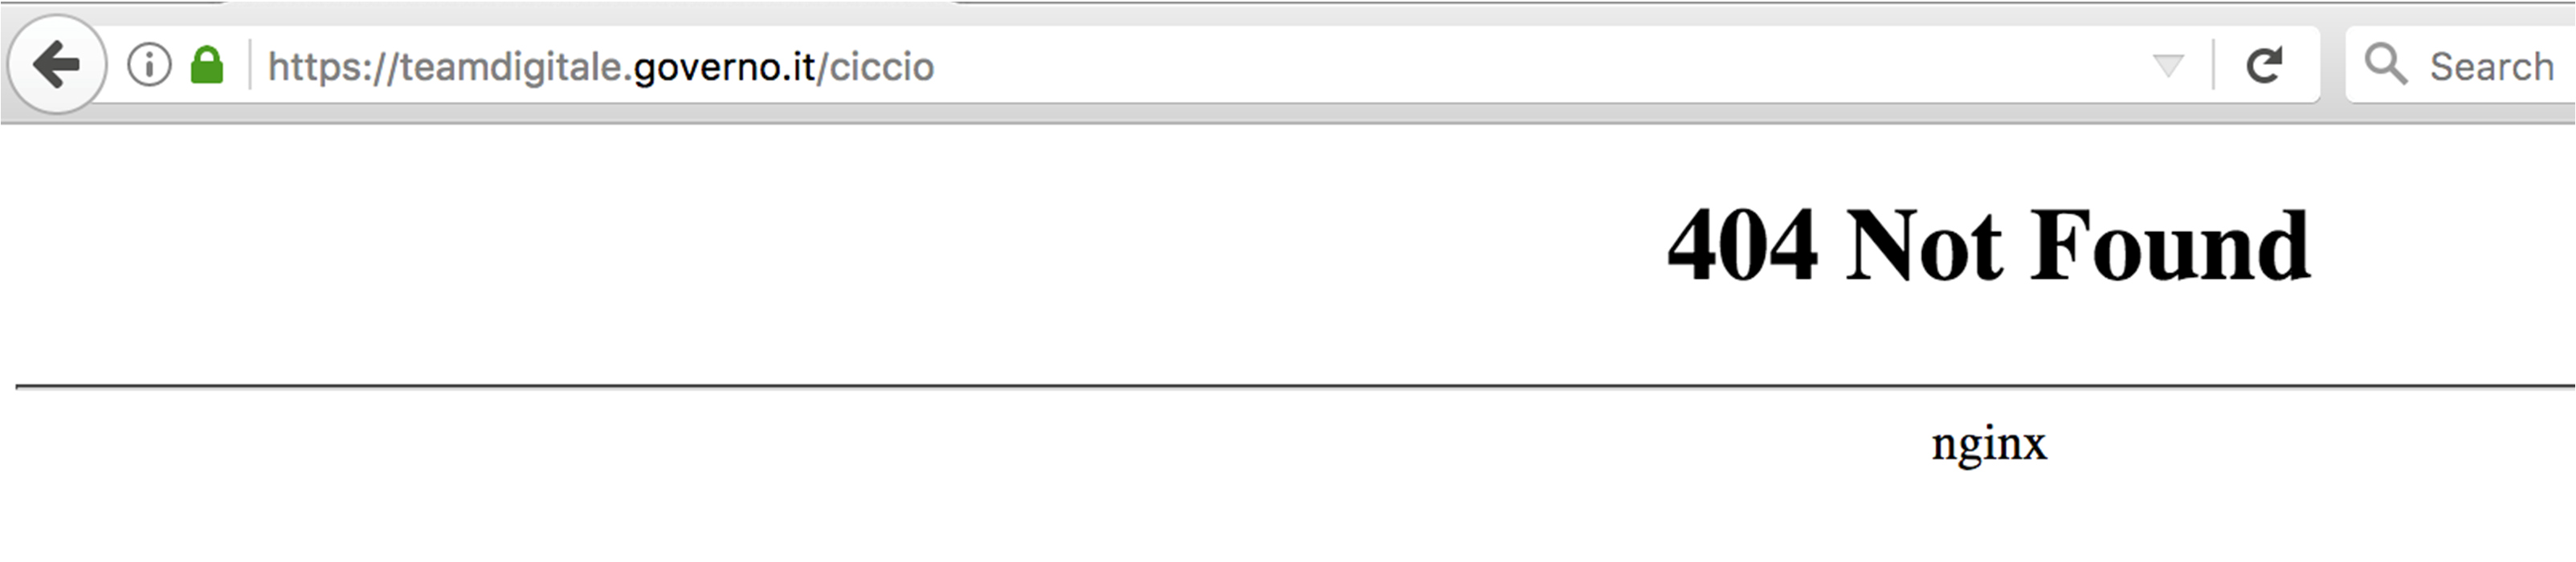 https://teamdigitale.governo.it/ciccio
Search
404 Not Found
nginx